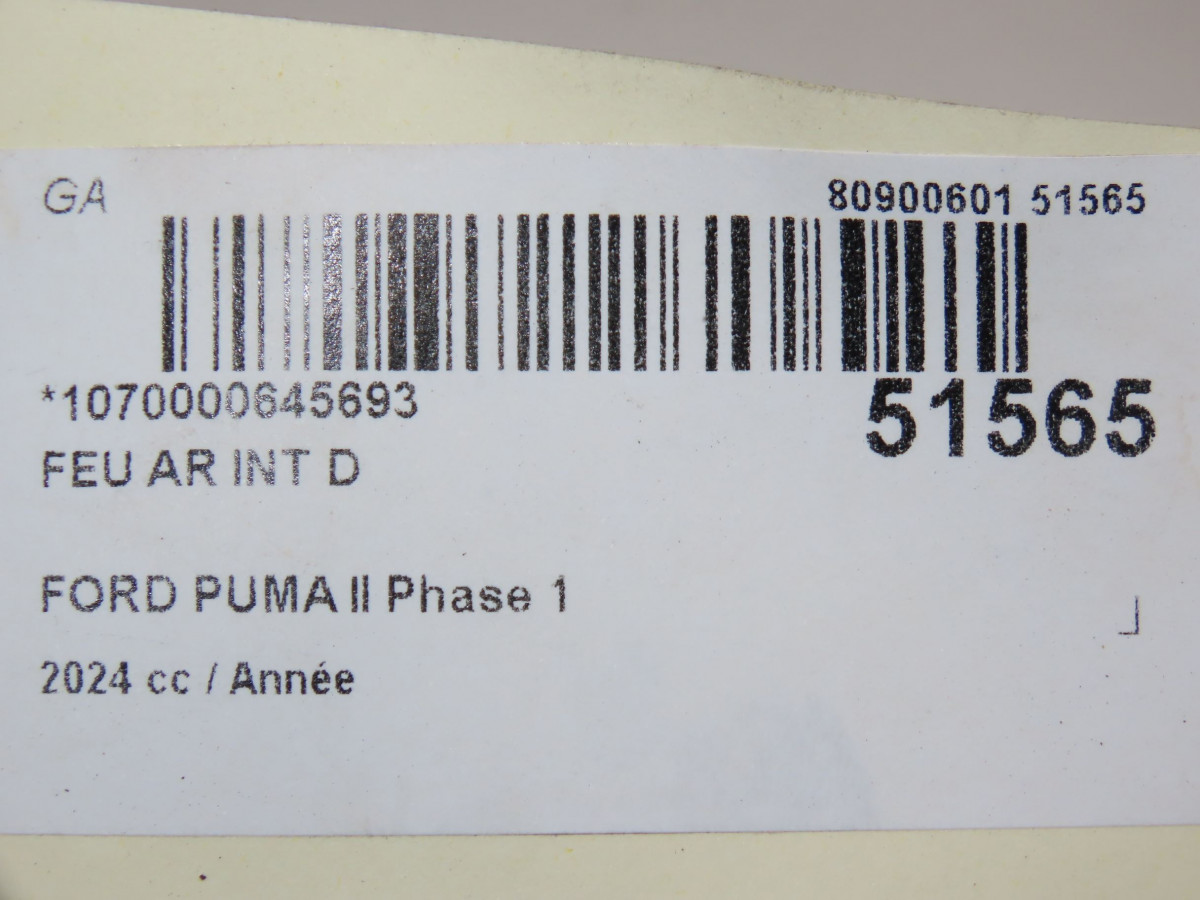 GA
80900601 51565
*1070000645693
51565
FEU AR INT D
FORD PUMA II Phase 1
2024 cc / Année